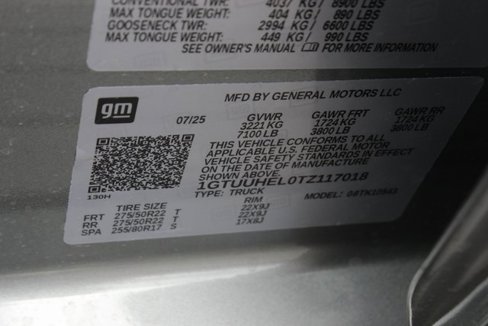 CONVENTIONAL TWR: 4037 KG / 8900 LBS
MAX TONGUE WEIGHT: 404 KG / 890 LBS
GOOSENECK TWR: 2994 KG / 6600 LBS
MAX TONGUE WEIGHT: 449 KG / 990 LBS
SEE OWNER'S MANUAL FOR MORE INFORMATION
gm
MFD BY GENERAL MOTORS LLC
07/25 GVWR GAWR FRT GAWR RR
3221 KG 1724 KG 1724 KG
7100 LB 3800 LB 3800 LB
THIS VEHICLE CONFORMS TO ALL
APPLICABLE U.S. FEDERAL MOTOR
VEHICLE SAFETY STANDARDS IN EFFECT
ON THE DATE OF MANUFACTURE
SHOWN ABOVE.
1GTUUHEL0TZ117018
130H
TYPE: TRUCK MODEL:
TIRE SIZE RIM
FRT 275/50R22 T 22X9J
RR 275/50R22 T 22X9J
SPA 255/80R17 S 17X8J